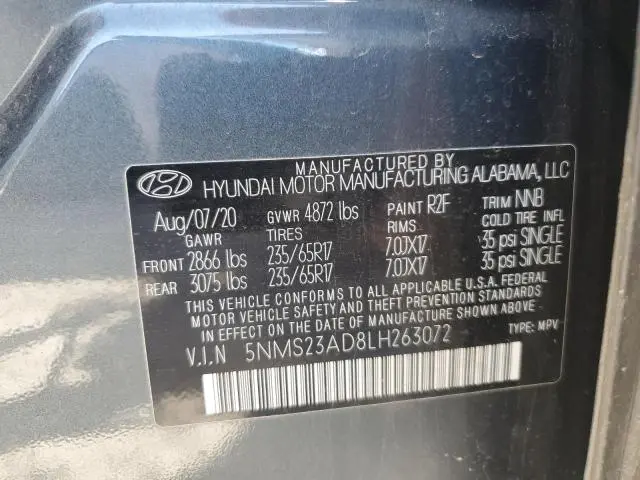 MANUFACTURED BY
HYUNDAI MOTOR MANUFACTURING ALABAMA, LLC
Aug/07/20 GVWR 4872 lbs PAINT R2F TRIM NNB
GAWR TIRES RIMS COLD TIRE INFL
FRONT 2866 lbs 235/65R17 7.0JX17 35 psi SINGLE
REAR 3075 lbs 235/65R17 7.0JX17 35 psi SINGLE
THIS VEHICLE CONFORMS TO ALL APPLICABLE U.S.A. FEDERAL
MOTOR VEHICLE SAFETY AND THEFT PREVENTION STANDARDS
IN EFFECT ON THE DATE OF MANUFACTURE SHOWN ABOVE.
V.I.N 5NMS23AD8LH263072 TYPE: MPV